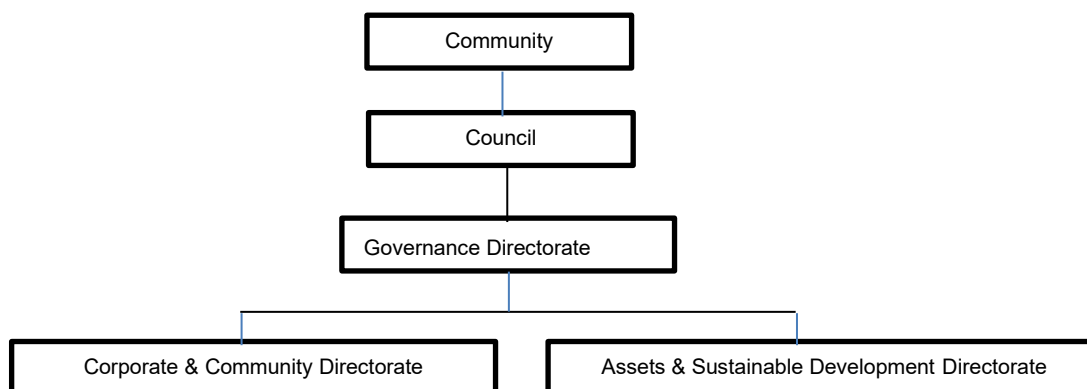 Community
Council
Governance Directorate
Corporate & Community Directorate
Assets & Sustainable Development Directorate